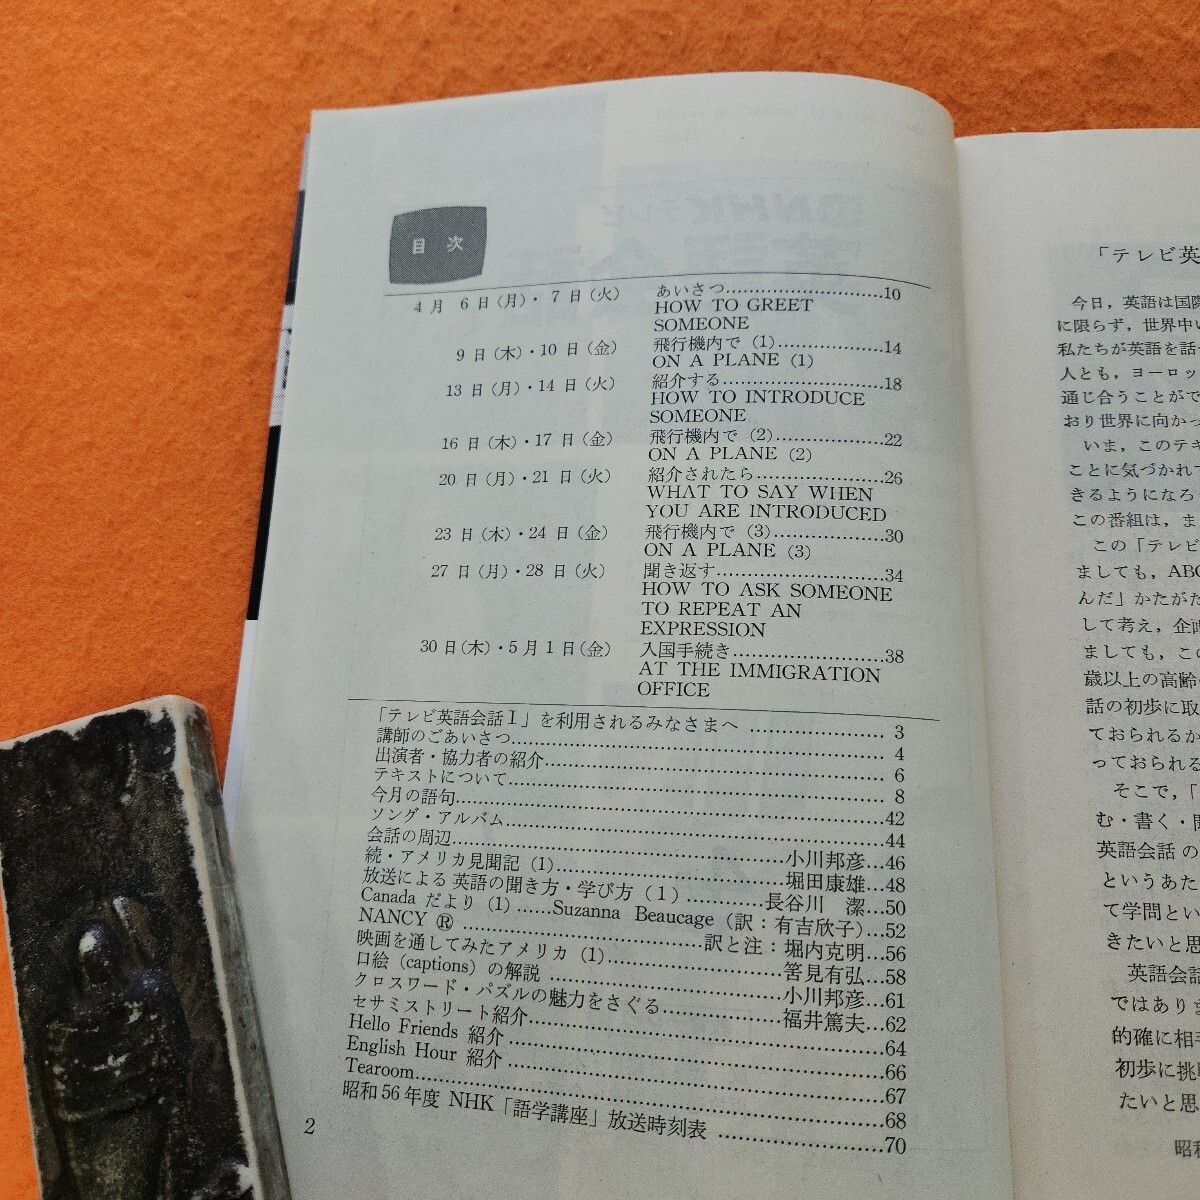 目次
4月 6日(月)・7日(火) あいさつ……10
HOW TO GREET
SOMEONE
9日(木)・10日(金) 飛行機内で (1)……14
ON A PLANE (1)
13日(月)・14日(火) 紹介する……18
HOW TO INTRODUCE
SOMEONE
16日(木)・17日(金) 飛行機内で (2)……22
ON A PLANE (2)
20日(月)・21日(火) 紹介されたら……26
WHAT TO SAY WHEN
YOU ARE INTRODUCED
23日(木)・24日(金) 飛行機内で (3)……30
ON A PLANE (3)
27日(月)・28日(火) 聞き返す……34
HOW TO ASK SOMEONE
TO REPEAT AN
EXPRESSION
30日(木)・5月1日(金) 入国手続き……38
AT THE IMMIGRATION
OFFICE
「テレビ英語会話Ⅰ」を利用されるみなさまへ……3
講師のごあいさつ……4
出演者・協力者の紹介……6
テキストについて……8
今月の語句……42
ソング・アルバム……44
会話の周辺……小川邦彦…46
続・アメリカ見聞記 (1)……堀田康雄…48
放送による英語の聞き方・学び方 (1)……長谷川 潔…50
Canada だより (1)……Suzanna Beaucage (訳:有吉欣子)…52
NANCY Ⓡ……訳と注:堀内克明…56
映画を通してみたアメリカ (1)……筈見有弘…58
口絵 (captions) の解説……小川邦彦…61
クロスワード・パズルの魅力をさぐる……福井篤夫…62
セサミストリート紹介……64
Hello Friends 紹介……66
English Hour 紹介……67
Tearoom……68
昭和56年度 NHK「語学講座」放送時刻表……70
2
「テレビ英
今日,英語は国際
に限らず,世界中い
私たちが英語を話
人とも,ヨーロッ
通じ合うことがで
おり世界に向かっ
いま,このテキ
ことに気づかれて
きるようになろ
この番組は,ま
この「テレビ
ましても,ABC
んだ」かたがた
して考え,企画
ましても,この
歳以上の高齢
話の初歩に取
ておられるか
っておられる
そこで,「
む・書く・聞
英語会話の
というあた
て学問とい
きたいと思
英語会話
ではありま
的確に相手
初歩に挑戦
たいと思
昭和